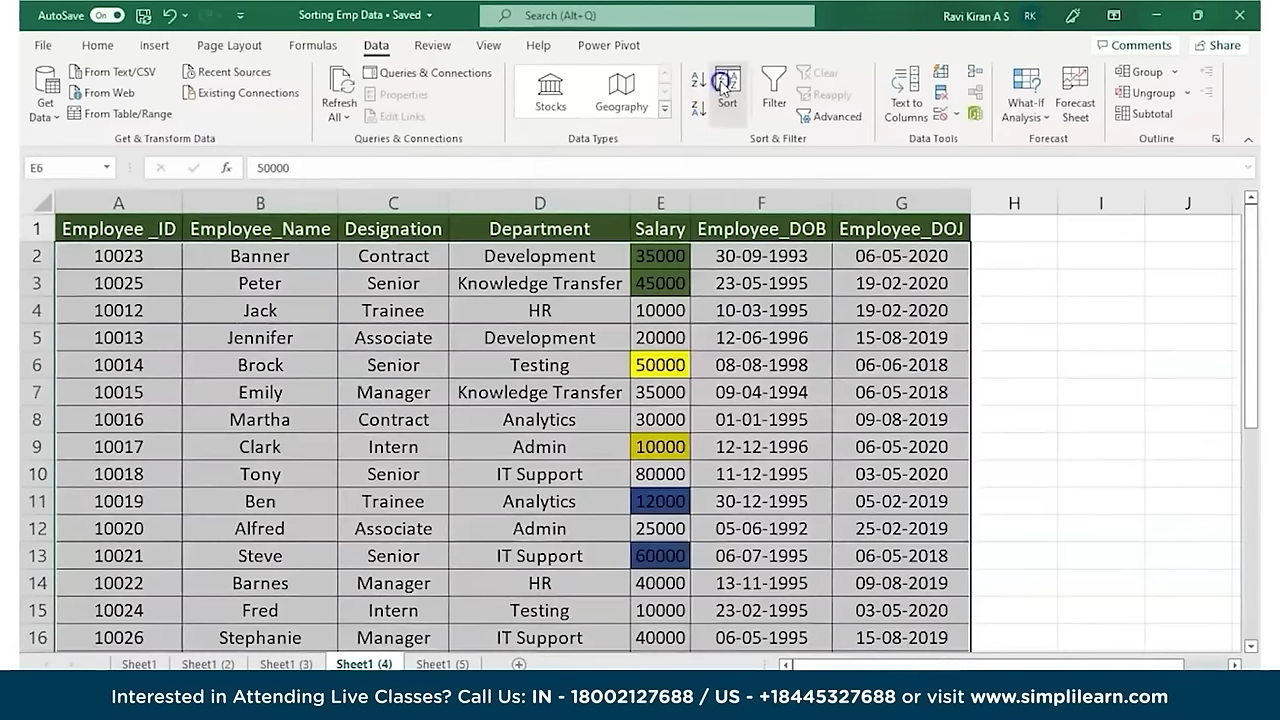 AutoSave On Sorting Emp Data • Saved Search (Alt+Q) Ravi Kiran A S RK
File Home Insert Page Layout Formulas Data Review View Help Power Pivot Comments Share
From Text/CSV Recent Sources Queries & Connections Clear Group
From Web Existing Connections Properties Reapply Ungroup
From Table/Range Edit Links Advanced Subtotal
Get Data Refresh All Stocks Geography Sort Filter Text to Columns What-If Analysis Forecast Sheet
Get & Transform Data Queries & Connections Data Types Sort & Filter Data Tools Forecast Outline
E6 fx 50000
A B C D E F G H I J
1 Employee _ID Employee_Name Designation Department Salary Employee_DOB Employee_DOJ
2 10023 Banner Contract Development 35000 30-09-1993 06-05-2020
3 10025 Peter Senior Knowledge Transfer 45000 23-05-1995 19-02-2020
4 10012 Jack Trainee HR 10000 10-03-1995 19-02-2020
5 10013 Jennifer Associate Development 20000 12-06-1996 15-08-2019
6 10014 Brock Senior Testing 50000 08-08-1998 06-06-2018
7 10015 Emily Manager Knowledge Transfer 35000 09-04-1994 06-05-2018
8 10016 Martha Contract Analytics 30000 01-01-1995 09-08-2019
9 10017 Clark Intern Admin 10000 12-12-1996 06-05-2020
10 10018 Tony Senior IT Support 80000 11-12-1995 03-05-2020
11 10019 Ben Trainee Analytics 12000 30-12-1995 05-02-2019
12 10020 Alfred Associate Admin 25000 05-06-1992 25-02-2019
13 10021 Steve Senior IT Support 60000 06-07-1995 06-05-2018
14 10022 Barnes Manager HR 40000 13-11-1995 09-08-2019
15 10024 Fred Intern Testing 10000 23-02-1995 03-05-2020
16 10026 Stephanie Manager IT Support 40000 06-05-1995 15-08-2019
Sheet1 Sheet1 (2) Sheet1 (3) Sheet1 (4) Sheet1 (5)
Interested in Attending Live Classes? Call Us: IN - 18002127688 / US - +18445327688 or visit www.simplilearn.com